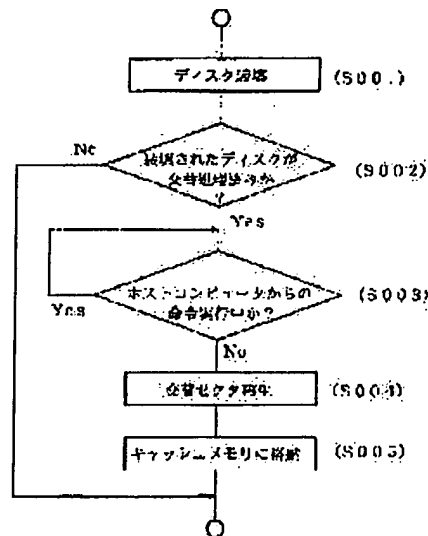 ディスク装填
(S001)
No
装填されたディスクが
交替処理済みか
?
(S002)
Yes
ホストコンピュータからの
命令実行中か?
(S003)
Yes
No
交替セクタ再生
(S004)
キャッシュメモリに格納
(S005)